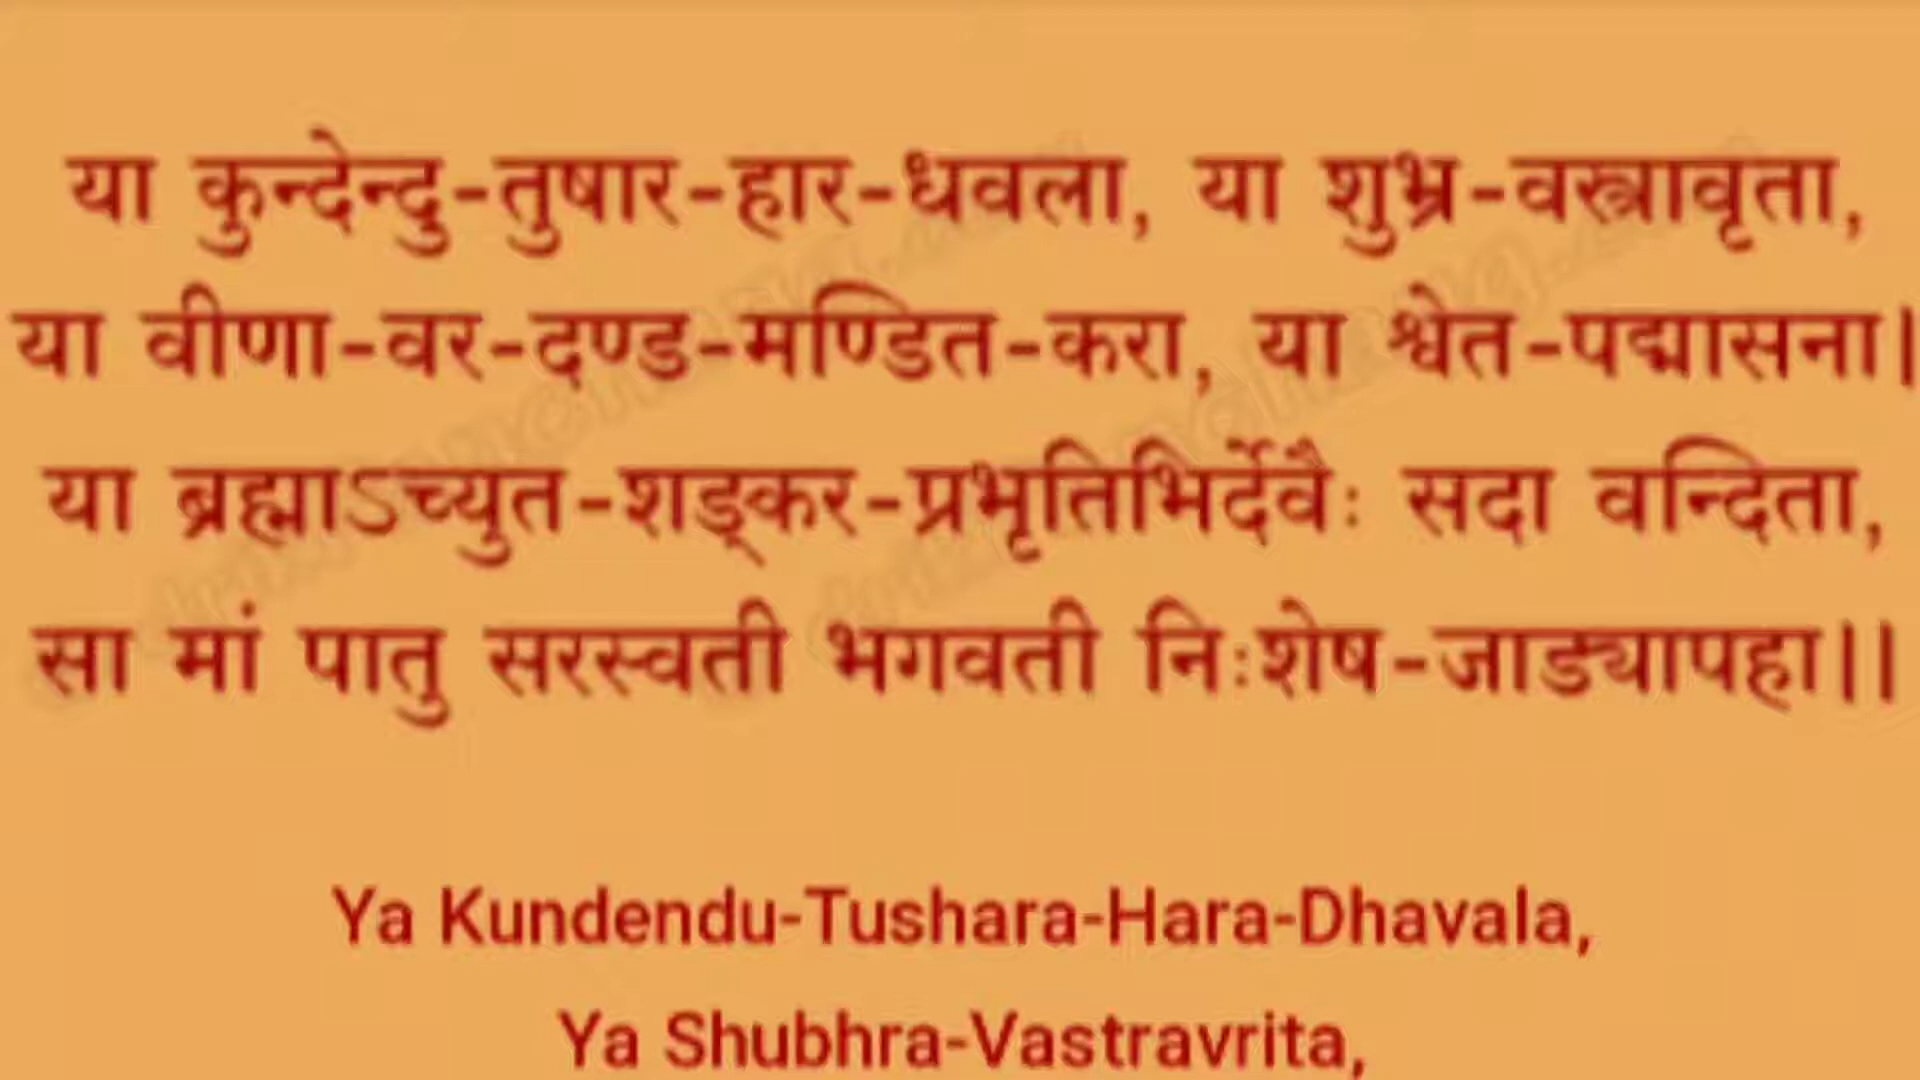 या कुन्देन्दु-तुषार-हार-धवला, या शुभ्र-वस्त्रावृता,
या वीणा-वर-दण्ड-मण्डित-करा, या श्वेत-पद्मासना|
या ब्रह्माऽच्युत-शड्कर-प्रभृतिभिर्देवैः सदा वन्दिता,
सा मां पातु सरस्वती भगवती निःशेष-जाड्यापहा||
Ya Kundendu-Tushara-Hara-Dhavala,
Ya Shubhra-Vastravrita,